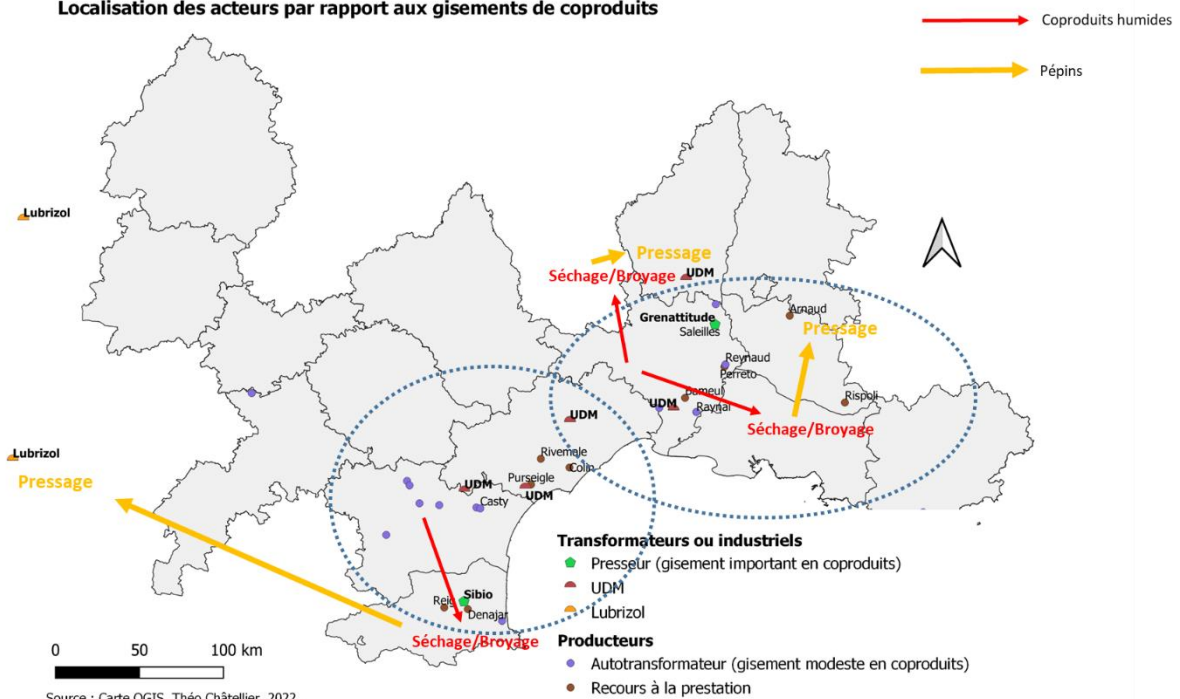 Localisation des acteurs par rapport aux gisements de coproduits
Coproduits humides
Pépins
Lubrizol
Pressage
Séchage/Broyage
UDM
Grenattitude
Saleilles
Arnaud
Pressage
Reynaud
Perreto
Bameul
UDM
Raynal
Rispoli
Séchage/Broyage
UDM
Lubrizol
Pressage
Rivemale
Colin
Purseigle
UDM
UDM
Casty
Reig
Sibio
Denajar
Séchage/Broyage
Transformateurs ou industriels
Presseur (gisement important en coproduits)
UDM
Lubrizol
Producteurs
Autotransformateur (gisement modeste en coproduits)
Recours à la prestation
0 50 100 km
Source : Carte QGIS, Théo Châtellier, 2022